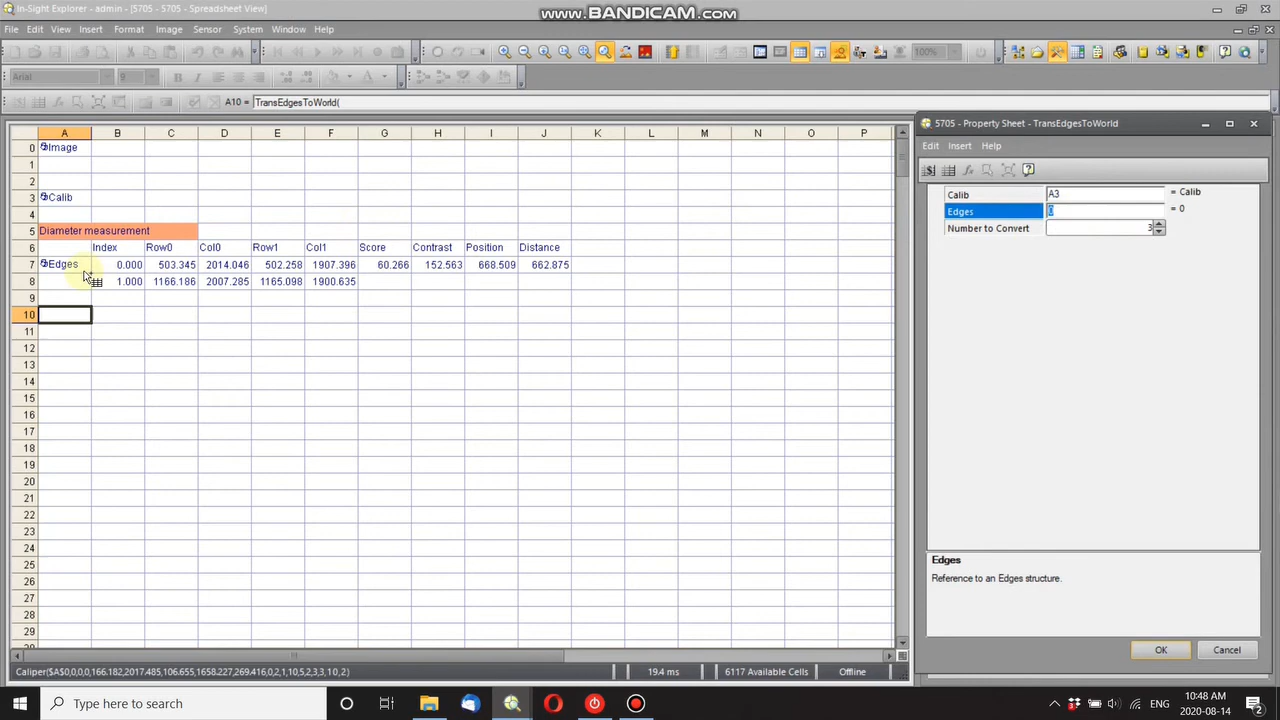 In-Sight Explorer - admin - [5705 - Spreadsheet View]
www.BANDICAM.com
File Edit View Insert Format Image Sensor System Window Help
100%
Arial 9
A10 = TransEdgesToWorld(
A B C D E F G H I J K L M N O P
0 Image
1
2
3 Calib
4
5 Diameter measurement
6 Index Row0 Col0 Row1 Col1 Score Contrast Position Distance
7 Edges 0.000 503.345 2014.046 502.258 1907.396 60.266 152.563 668.509 662.875
8 1.000 1166.186 2007.285 1165.098 1900.635
9
10
11
12
13
14
15
16
17
18
19
20
21
22
23
24
25
26
27
28
29
5705 - Property Sheet - TransEdgesToWorld
Edit Insert Help
Calib A3 = Calib
Edges 0 = 0
Number to Convert 3
Edges
Reference to an Edges structure.
OK Cancel
Caliper($A$0,0,0,0,166.182,2017.485,106.655,1658.227,269.416,0,2,1,10,5,2,3,3,10,2) 19.4 ms 6117 Available Cells Offline
Type here to search
10:48 AM
2020-08-14
2